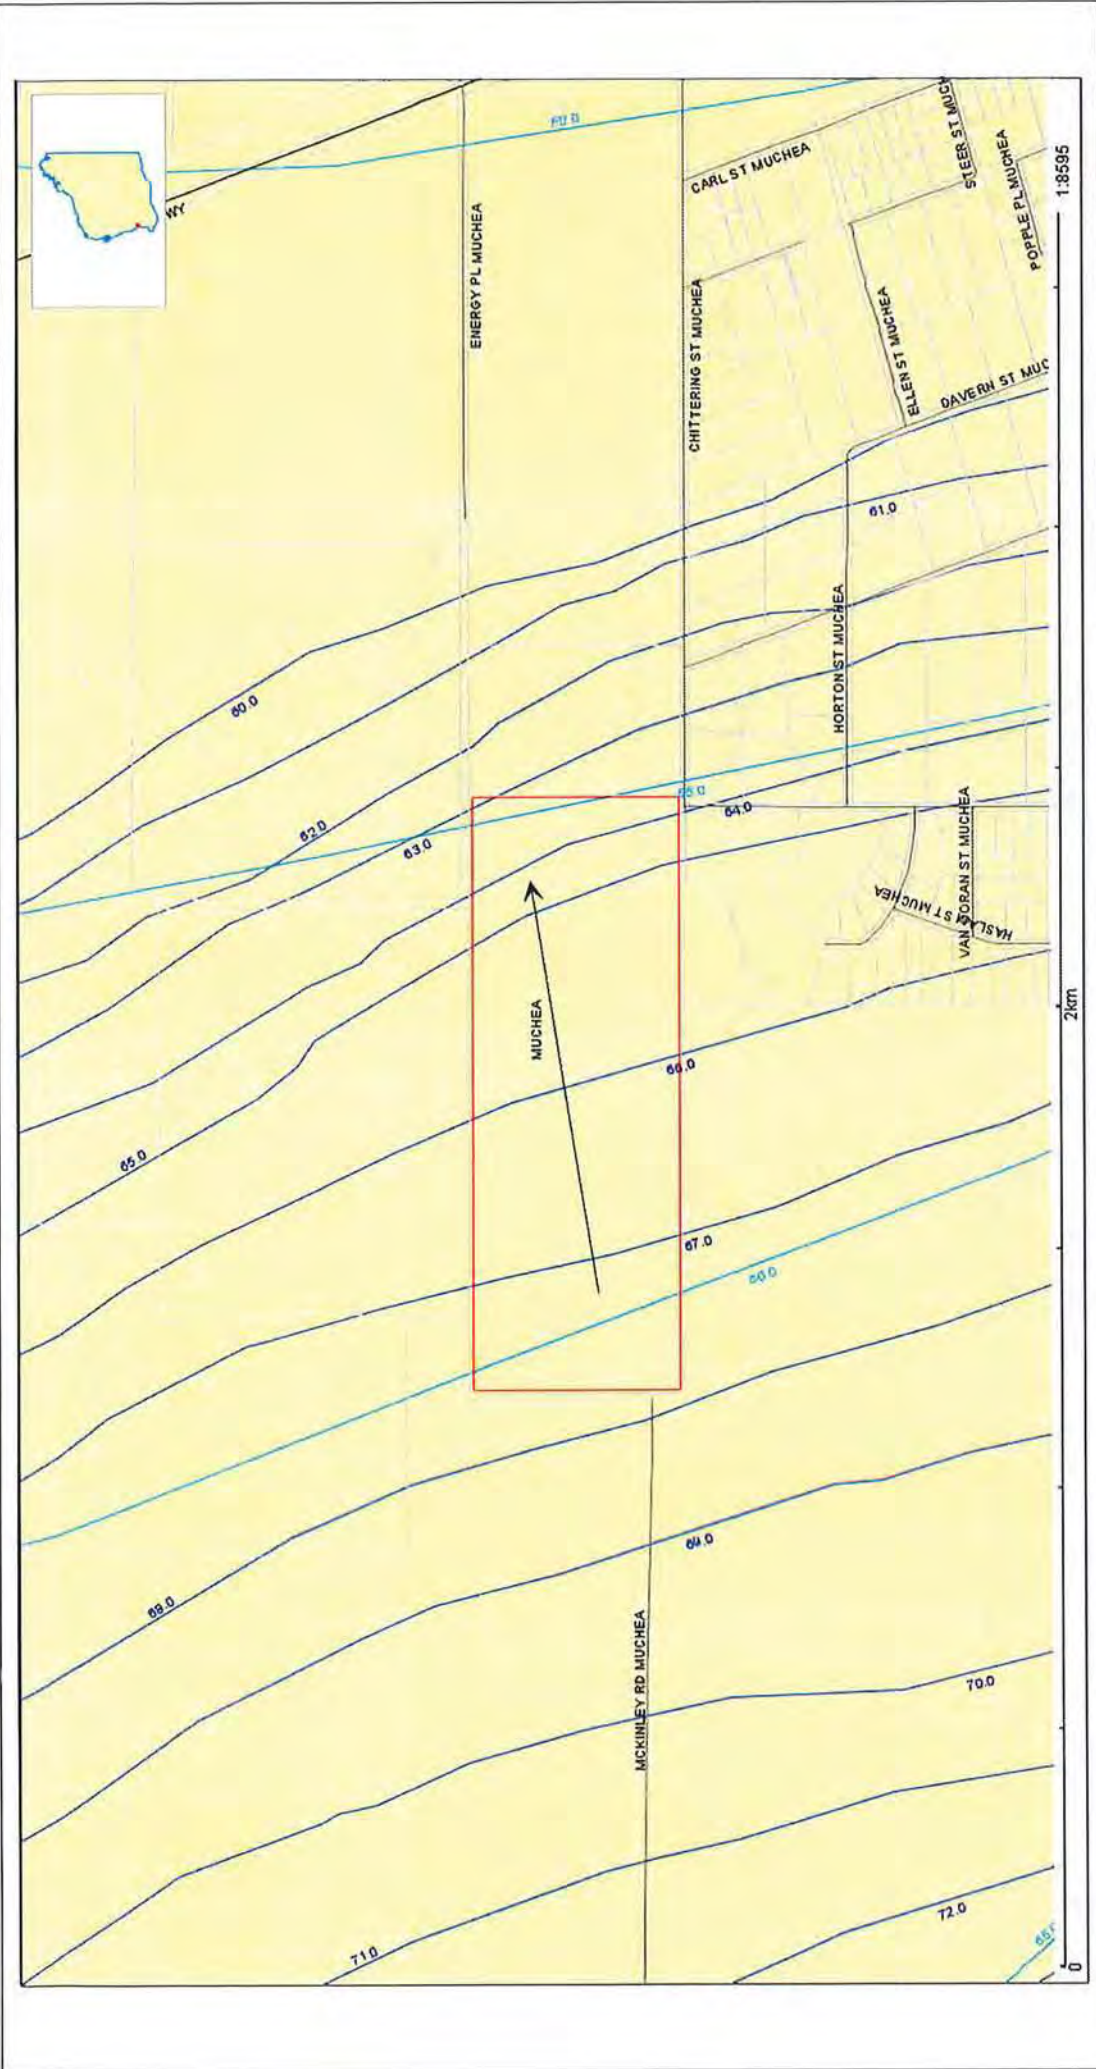 60.0
WY
ENERGY PL MUCHEA
CARL ST MUCHEA
STEER ST MUCH
POPPLE PL MUCHEA
1:8595
CHITTERING ST MUCHEA
ELLEN ST MUCHEA
DAVERN ST MUC
61.0
60.0
HORTON ST MUCHEA
62.0
63.0
64.0
VAN GORAN ST MUCHEA
HASLAM ST MUCHEA
MUCHEA
2km
66.0
65.0
67.0
68.0
69.0
MCKINLEY RD MUCHEA
70.0
71.0
72.0
0